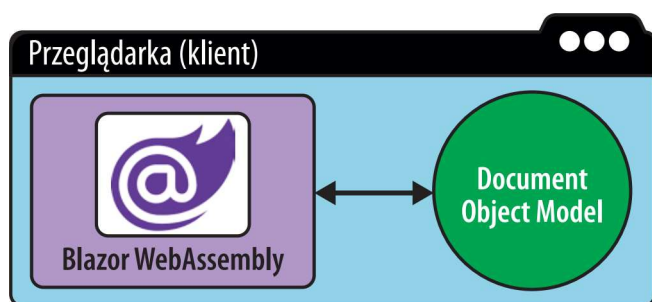 Przeglądarka (klient)
@
Blazor WebAssembly
Document
Object Model